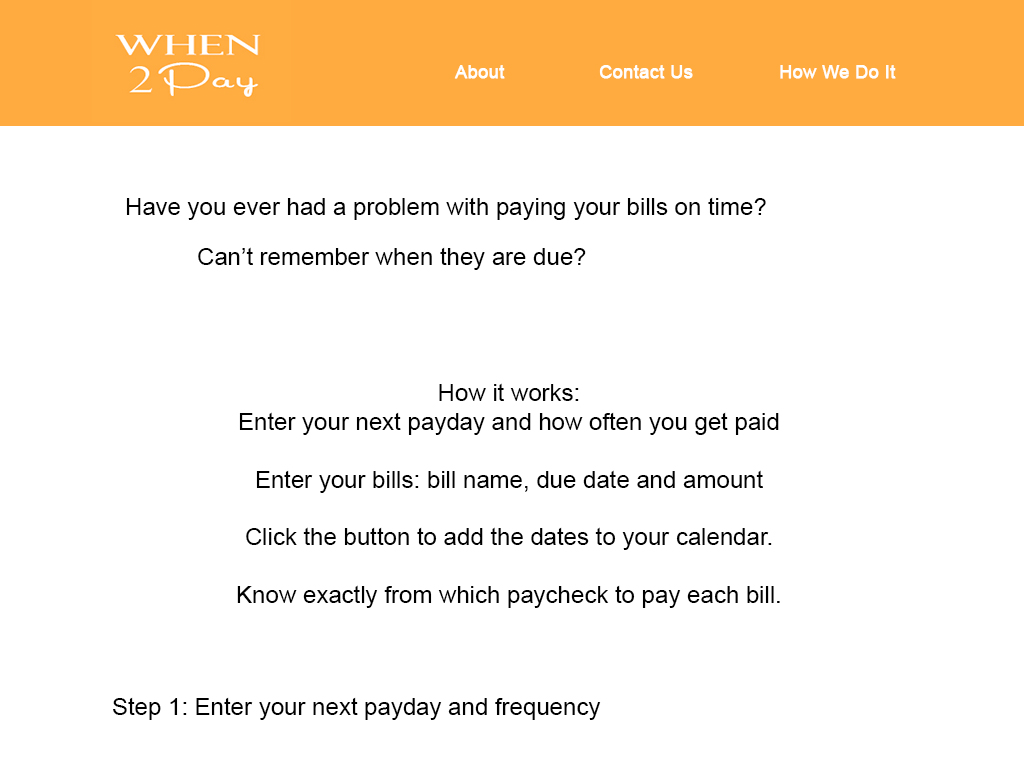 WHEN
2 Pay
About
Contact Us
How We Do It
Have you ever had a problem with paying your bills on time?
Can’t remember when they are due?
How it works:
Enter your next payday and how often you get paid
Enter your bills: bill name, due date and amount
Click the button to add the dates to your calendar.
Know exactly from which paycheck to pay each bill.
Step 1: Enter your next payday and frequency